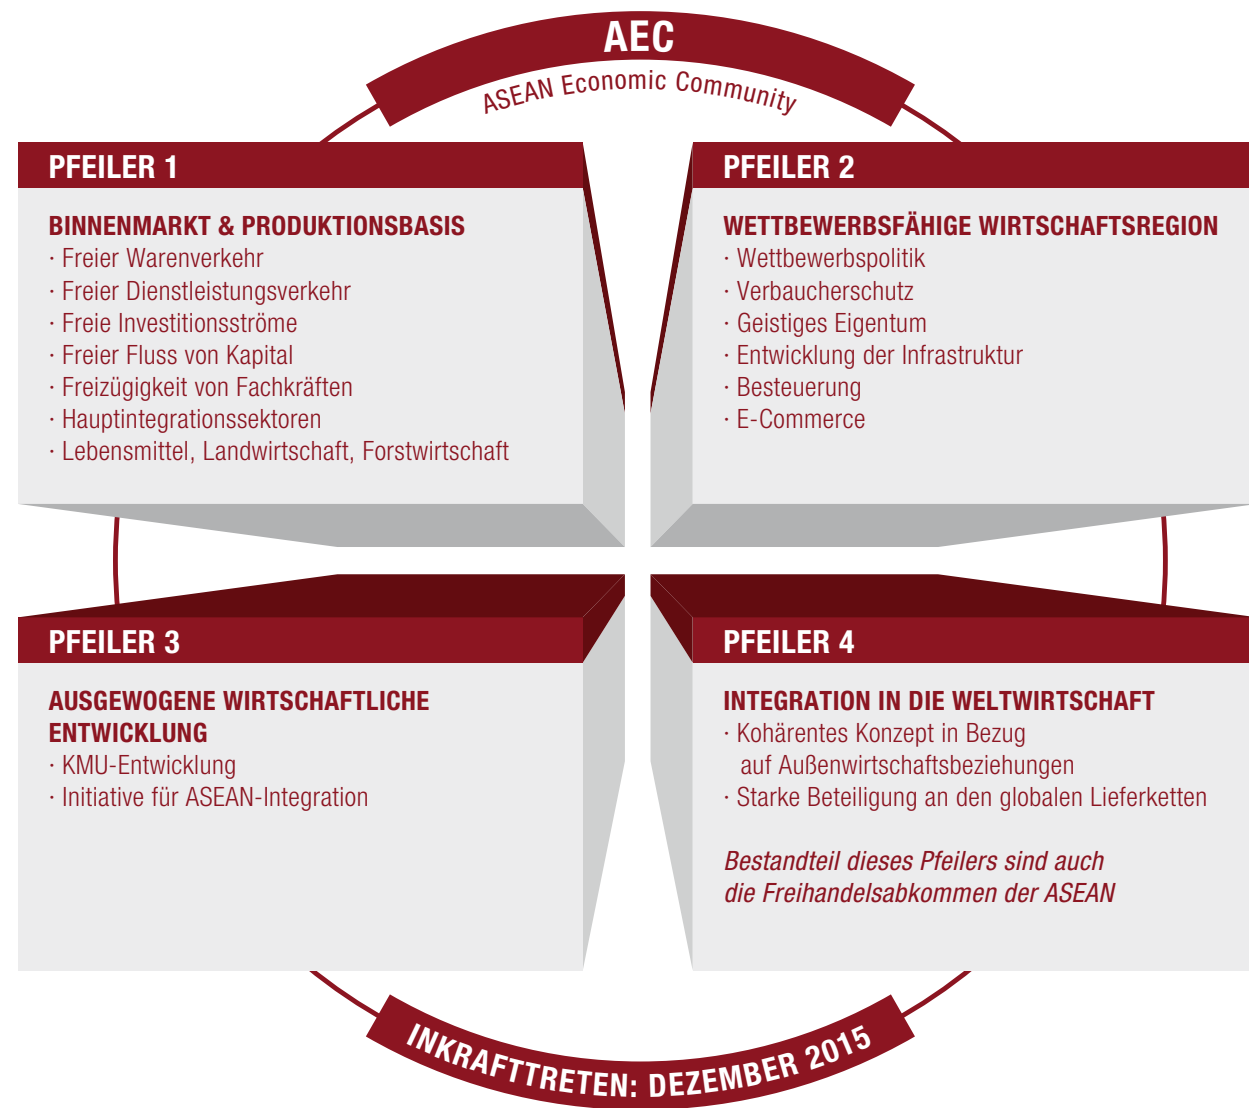 AEC
ASEAN Economic Community
PFEILER 1
BINNENMARKT & PRODUKTIONSBASIS
· Freier Warenverkehr
· Freier Dienstleistungsverkehr
· Freie Investitionsströme
· Freier Fluss von Kapital
· Freizügigkeit von Fachkräften
· Hauptintegrationssektoren
· Lebensmittel, Landwirtschaft, Forstwirtschaft
PFEILER 2
WETTBEWERBSFÄHIGE WIRTSCHAFTSREGION
· Wettbewerbspolitik
· Verbaucherschutz
· Geistiges Eigentum
· Entwicklung der Infrastruktur
· Besteuerung
· E-Commerce
PFEILER 3
AUSGEWOGENE WIRTSCHAFTLICHE
ENTWICKLUNG
· KMU-Entwicklung
· Initiative für ASEAN-Integration
PFEILER 4
INTEGRATION IN DIE WELTWIRTSCHAFT
· Kohärentes Konzept in Bezug
auf Außenwirtschaftsbeziehungen
· Starke Beteiligung an den globalen Lieferketten
Bestandteil dieses Pfeilers sind auch
die Freihandelsabkommen der ASEAN
INKRAFTTRETEN: DEZEMBER 2015